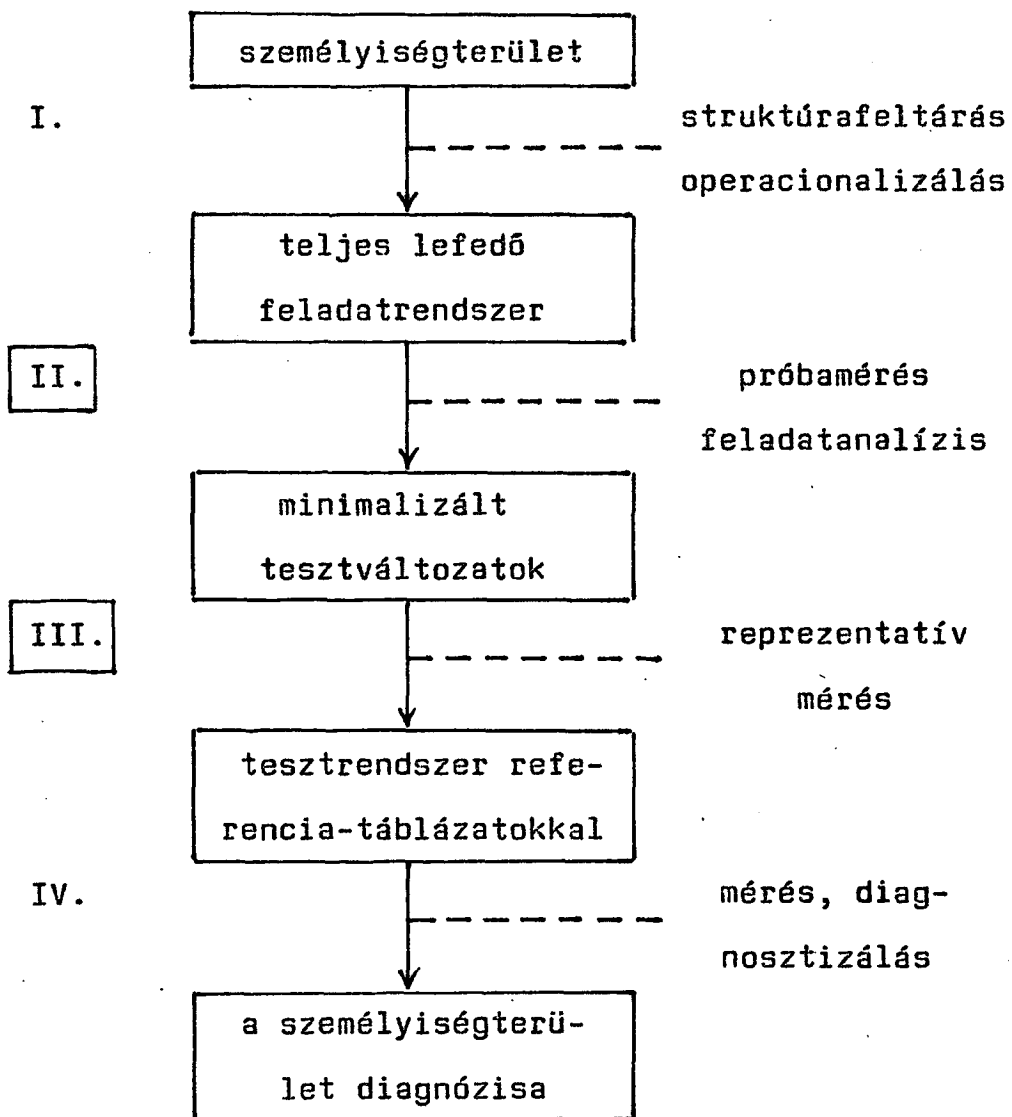 személyiségterület
I.
struktúrafeltárás
operacionalizálás
teljes lefedő
feladatrendszer
II.
próbamérés
feladatanalízis
minimalizált
tesztváltozatok
III.
reprezentatív
mérés
tesztrendszer refe-
rencia-táblázatokkal
IV.
mérés, diag-
nosztizálás
a személyiségterü-
let diagnózisa